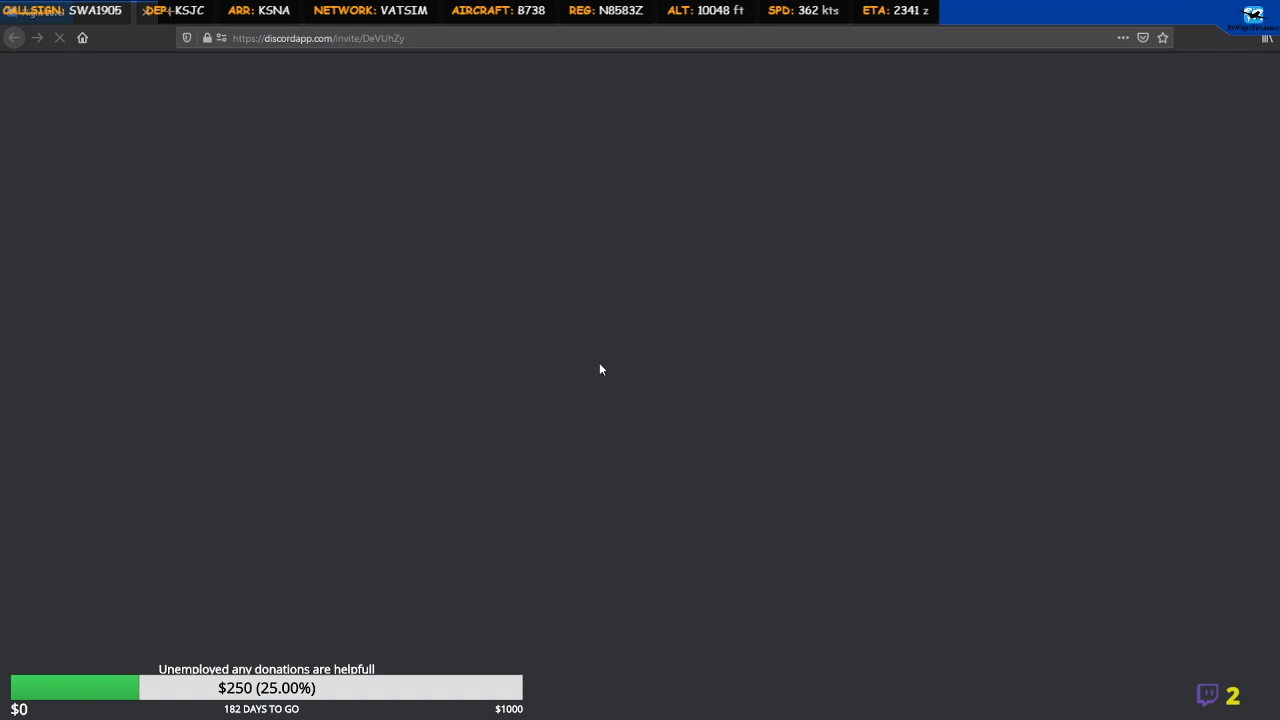 CALLSIGN: SWA1905 DEP: KSJC ARR: KSNA NETWORK: VATSIM AIRCRAFT: B738 REG: N8583Z ALT: 10048 ft SPD: 362 kts ETA: 2341 z
https://discordapp.com/invite/DeVUhZy
Unemployed any donations are helpfull
$250 (25.00%)
$0 182 DAYS TO GO $1000
2